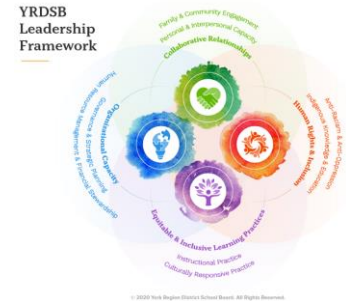 YRDSB
Leadership
Framework
Family & Community Engagement
Personal & Interpersonal Capacity
Collaborative Relationships
Anti-Racism & Anti-Oppression
Indigenous Knowledge & Education
Human Rights & Inclusion
Equitable & Inclusive Learning Practices
Instructional Practice
Culturally Responsive Practice
Organizational Capacity
Governance & Strategic Planning
Human Resource Management & Financial Stewardship
© 2020 York Region District School Board. All Rights Reserved.